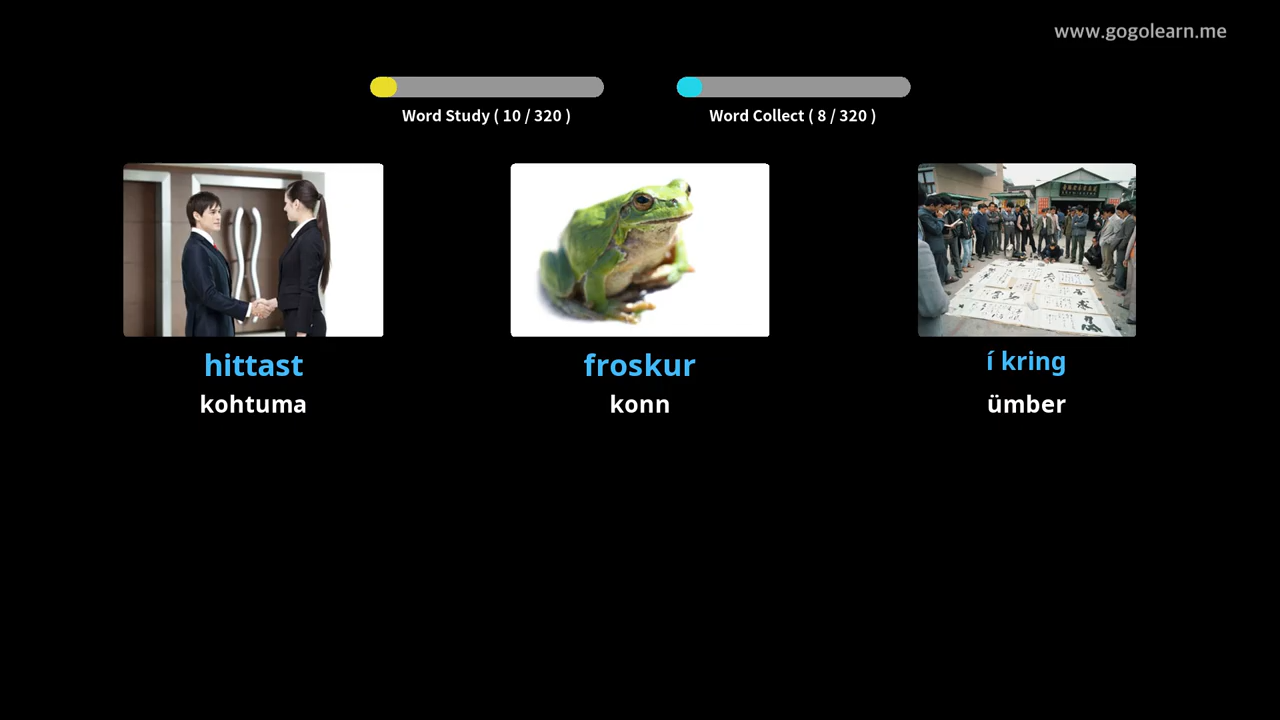 www.gogolearn.me
Word Study ( 10 / 320 )
Word Collect ( 8 / 320 )
hittast
froskur
í kring
kohtuma
konn
ümber